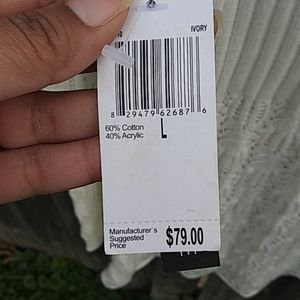 IVORY
8 29479 62687 6
60% Cotton
40% Acrylic
L
Manufacturer's
Suggested
Price
$79.00